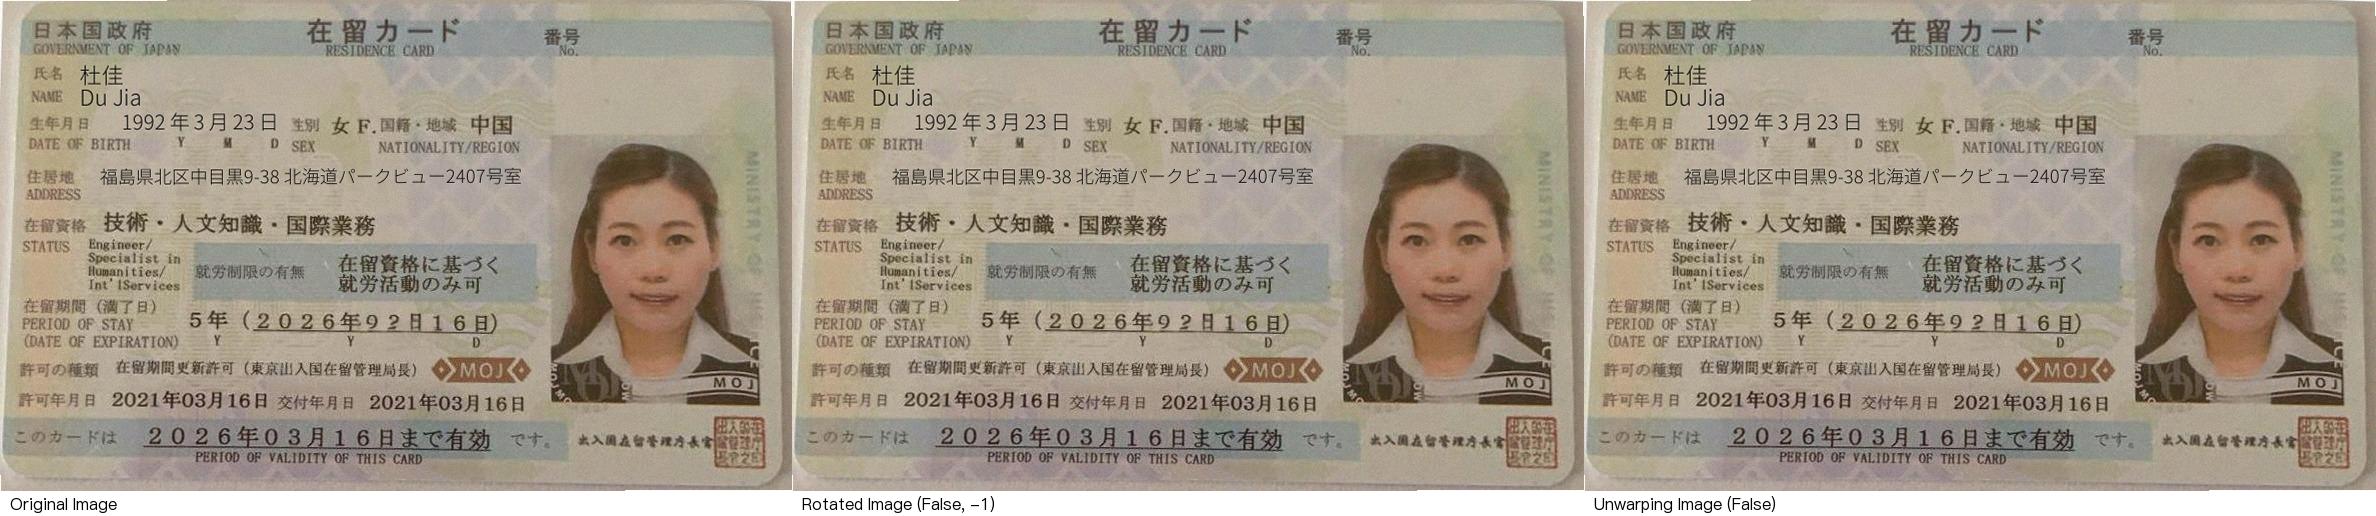 日本国政府
GOVERNMENT OF JAPAN
在留カード
RESIDENCE CARD
番号
No.
氏名 杜佳
NAME Du Jia
生年月日 1992年3月23日 性別 女 F. 国籍・地域 中国
DATE OF BIRTH Y M D SEX NATIONALITY/REGION
住居地 福島県北区中目黒9-38 北海道パークビュー2407号室
ADDRESS
在留資格 技術・人文知識・国際業務
STATUS
Engineer/
Specialist in
Humanities/
Int'lServices
就労制限の有無
在留資格に基づく
就労活動のみ可
在留期間（満了日）
PERIOD OF STAY
(DATE OF EXPIRATION)
5年（2026年92月16日）
Y Y D
許可の種類 在留期間更新許可（東京出入国在留管理局長）
MOJ
許可年月日 2021年03月16日 交付年月日 2021年03月16日
このカードは 2026年03月16日まで有効 です。
PERIOD OF VALIDITY OF THIS CARD
MINISTRY OF
MOJ
出入国在留管理庁長官
Original Image
日本国政府
GOVERNMENT OF JAPAN
在留カード
RESIDENCE CARD
番号
No.
氏名 杜佳
NAME Du Jia
生年月日 1992年3月23日 性別 女 F. 国籍・地域 中国
DATE OF BIRTH Y M D SEX NATIONALITY/REGION
住居地 福島県北区中目黒9-38 北海道パークビュー2407号室
ADDRESS
在留資格 技術・人文知識・国際業務
STATUS
Engineer/
Specialist in
Humanities/
Int'lServices
就労制限の有無
在留資格に基づく
就労活動のみ可
在留期間（満了日）
PERIOD OF STAY
(DATE OF EXPIRATION)
5年（2026年92月16日）
Y Y D
許可の種類 在留期間更新許可（東京出入国在留管理局長）
MOJ
許可年月日 2021年03月16日 交付年月日 2021年03月16日
このカードは 2026年03月16日まで有効 です。
PERIOD OF VALIDITY OF THIS CARD
MINISTRY OF
MOJ
出入国在留管理庁長官
Rotated Image (False, -1)
日本国政府
GOVERNMENT OF JAPAN
在留カード
RESIDENCE CARD
番号
No.
氏名 杜佳
NAME Du Jia
生年月日 1992年3月23日 性別 女 F. 国籍・地域 中国
DATE OF BIRTH Y M D SEX NATIONALITY/REGION
住居地 福島県北区中目黒9-38 北海道パークビュー2407号室
ADDRESS
在留資格 技術・人文知識・国際業務
STATUS
Engineer/
Specialist in
Humanities/
Int'lServices
就労制限の有無
在留資格に基づく
就労活動のみ可
在留期間（満了日）
PERIOD OF STAY
(DATE OF EXPIRATION)
5年（2026年92月16日）
Y Y D
許可の種類 在留期間更新許可（東京出入国在留管理局長）
MOJ
許可年月日 2021年03月16日 交付年月日 2021年03月16日
このカードは 2026年03月16日まで有効 です。
PERIOD OF VALIDITY OF THIS CARD
MINISTRY OF
MOJ
出入国在留管理庁長官
Unwarping Image (False)